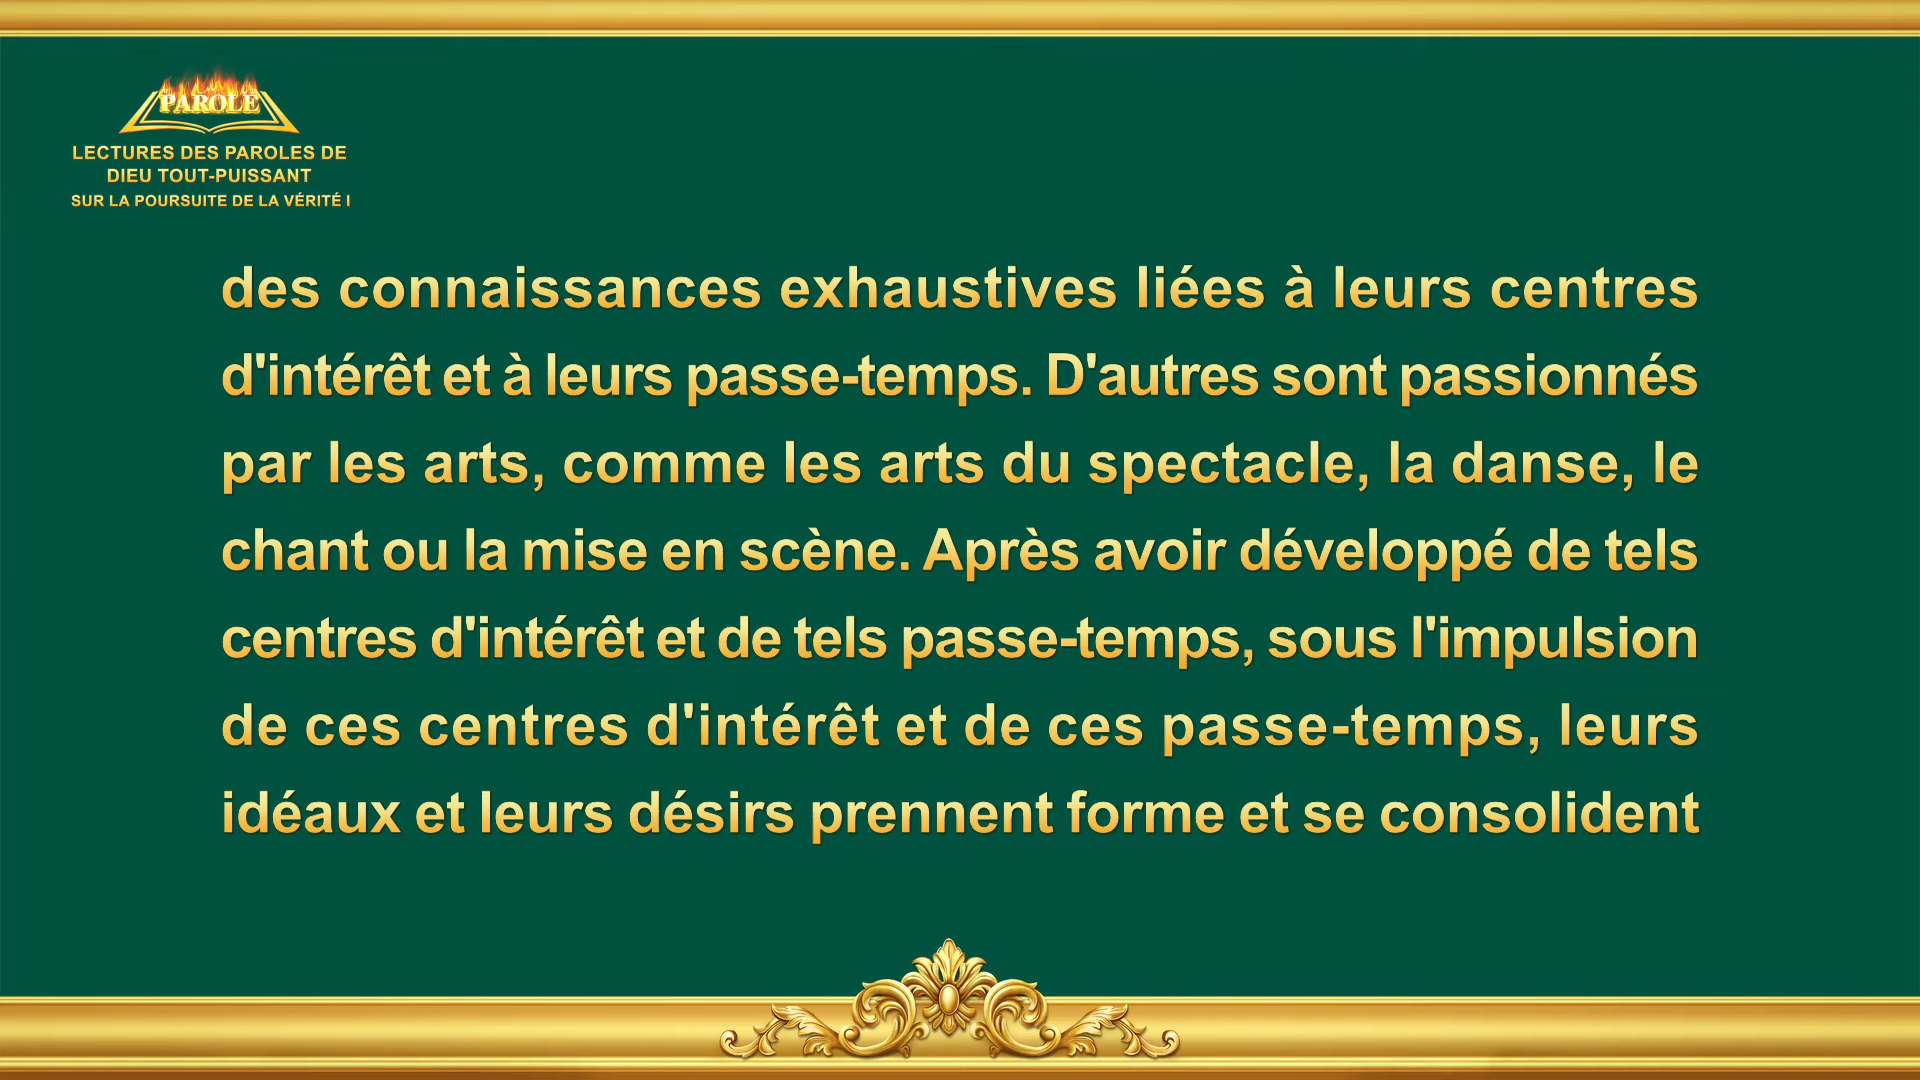 PAROLE
LECTURES DES PAROLES DE
DIEU TOUT-PUISSANT
SUR LA POURSUITE DE LA VÉRITÉ I
des connaissances exhaustives liées à leurs centres
d'intérêt et à leurs passe-temps. D'autres sont passionnés
par les arts, comme les arts du spectacle, la danse, le
chant ou la mise en scène. Après avoir développé de tels
centres d'intérêt et de tels passe-temps, sous l'impulsion
de ces centres d'intérêt et de ces passe-temps, leurs
idéaux et leurs désirs prennent forme et se consolident